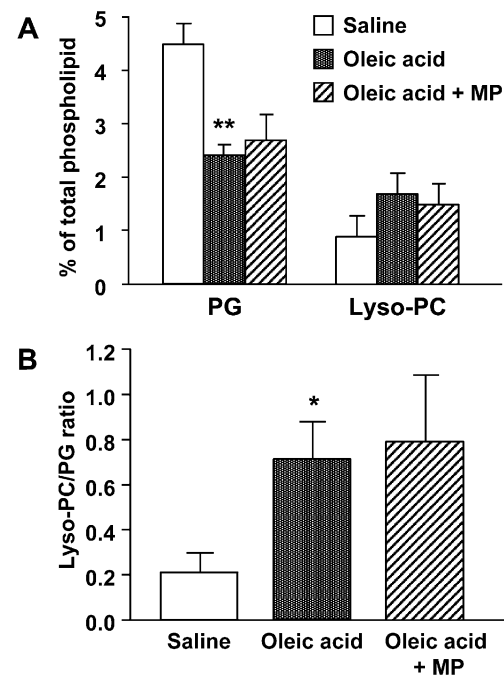 A
5
4
3
2
1
0
% of total phospholipid
Saline
Oleic acid
Oleic acid + MP
**
PG
Lyso-PC
B
1.2
1.0
0.8
0.6
0.4
0.2
0.0
Lyso-PC/PG ratio
*
Saline
Oleic acid
Oleic acid
+ MP